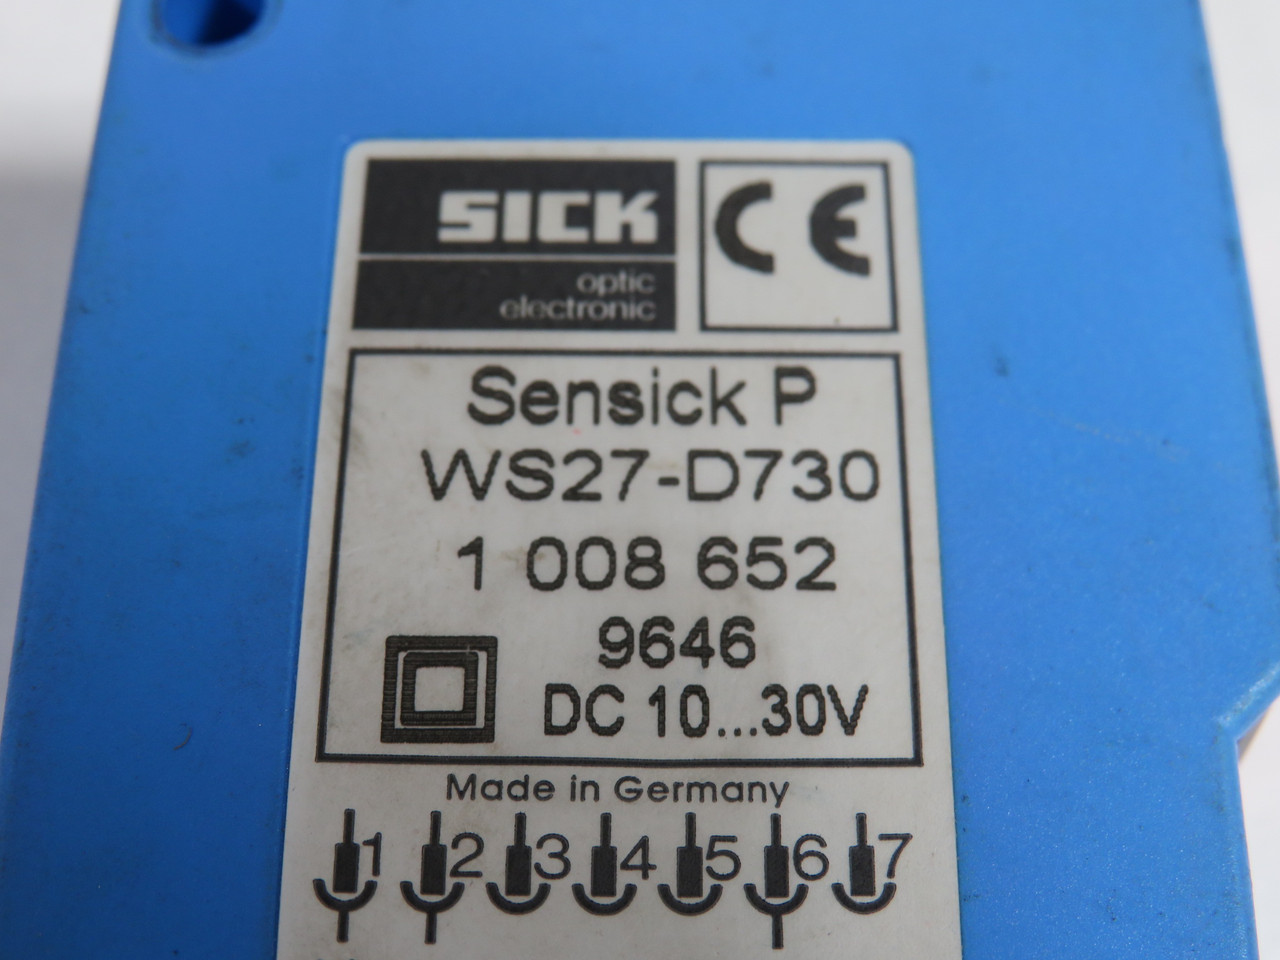 SICK
optic
electronic
CE
Sensick P
WS27-D730
1 008 652
9646
DC 10...30V
Made in Germany
1 2 3 4 5 6 7